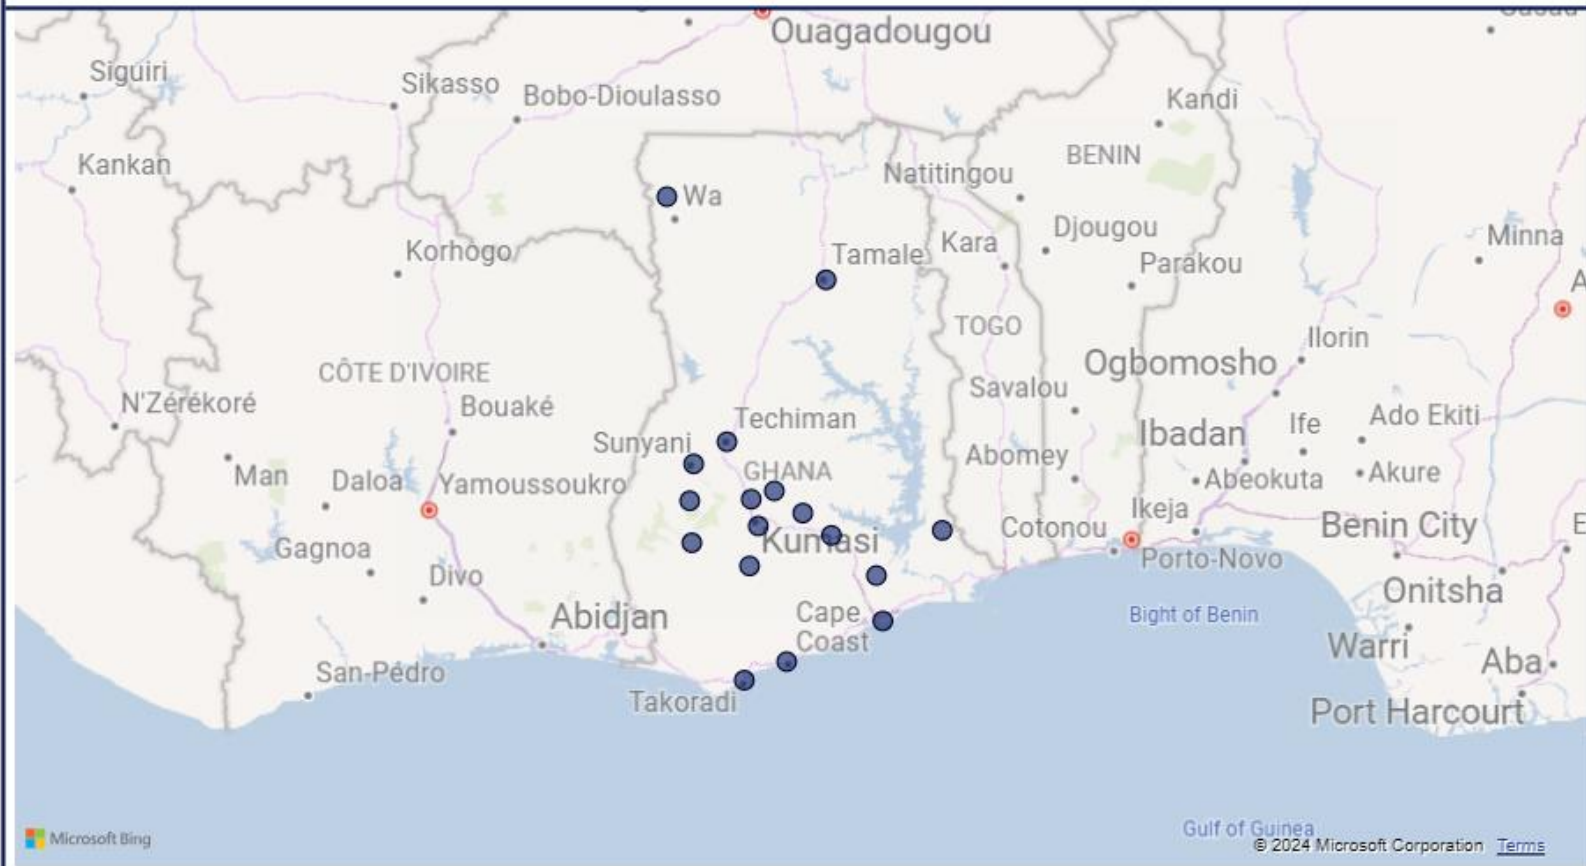 Ouagadougou
Siguiri
Sikasso
Bobo-Dioulasso
Kandi
BENIN
Kankan
Natitingou
Wa
Djougou
Minna
Korhogo
Tamale
Kara
Parakou
TOGO
Ilorin
CÔTE D'IVOIRE
Ogbomosho
Savalou
N'Zérékoré
Bouaké
Techiman
Ife
Ado Ekiti
Sunyani
Ibadan
Abomey
GHANA
Man
Daloa
Yamoussoukro
Abeokuta
Akure
Ikeja
Cotonou
Benin City
Kumasi
Gagnoa
Porto-Novo
Divo
Onitsha
Abidjan
Cape
Coast
Bight of Benin
Warri
Aba
San-Pédro
Takoradi
Port Harcourt
Gulf of Guinea
Microsoft Bing
© 2024 Microsoft Corporation Terms